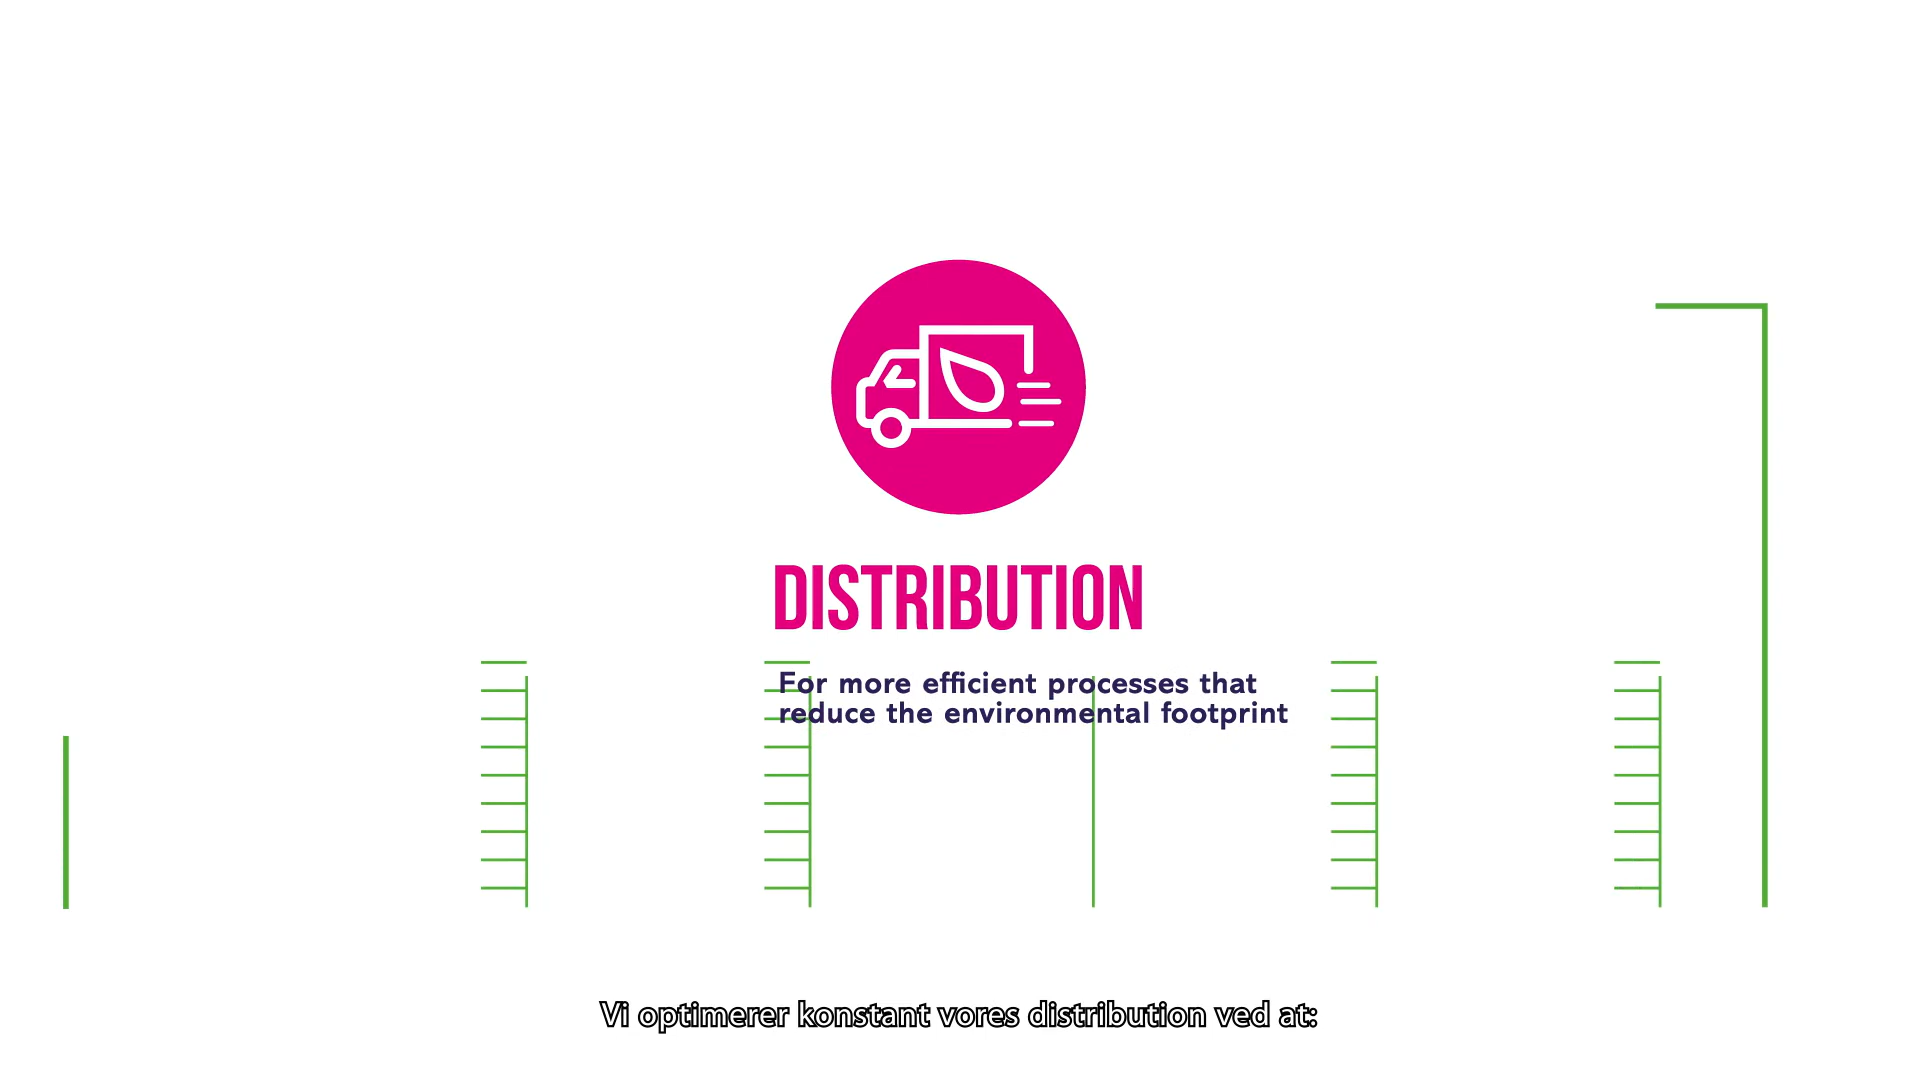 DISTRIBUTION
For more efficient processes that
reduce the environmental footprint
Vi optimerer konstant vores distribution ved at: